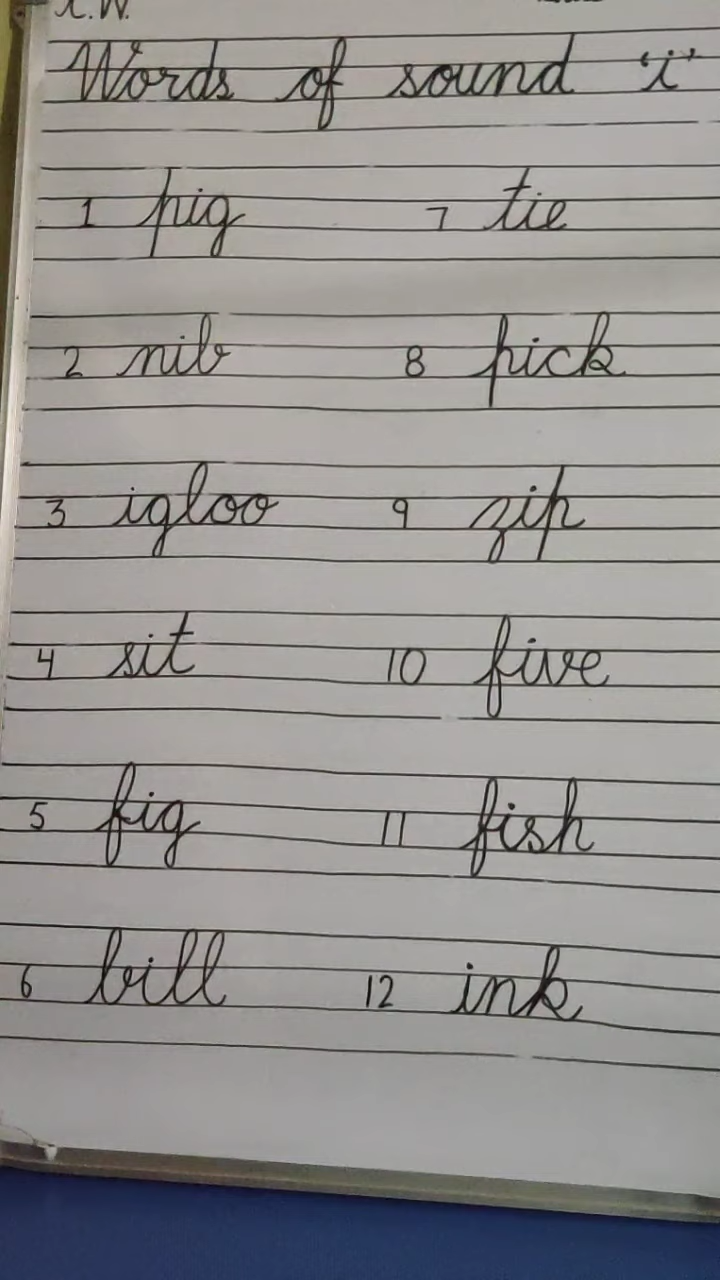 C.W.
Words of sound 'i'
1 pig 7 tie
2 nib 8 pick
3 igloo 9 zip
4 sit 10 five
5 fig 11 fish
6 bill 12 ink